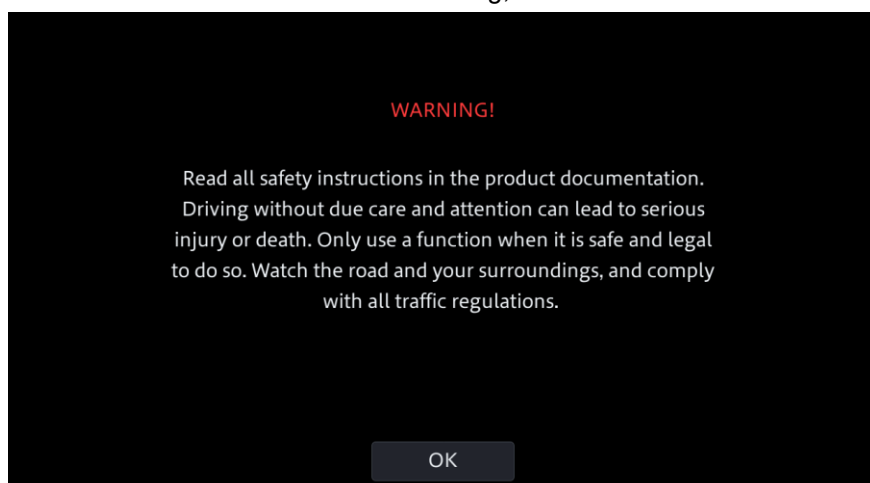 WARNING!
Read all safety instructions in the product documentation.
Driving without due care and attention can lead to serious
injury or death. Only use a function when it is safe and legal
to do so. Watch the road and your surroundings, and comply
with all traffic regulations.
OK